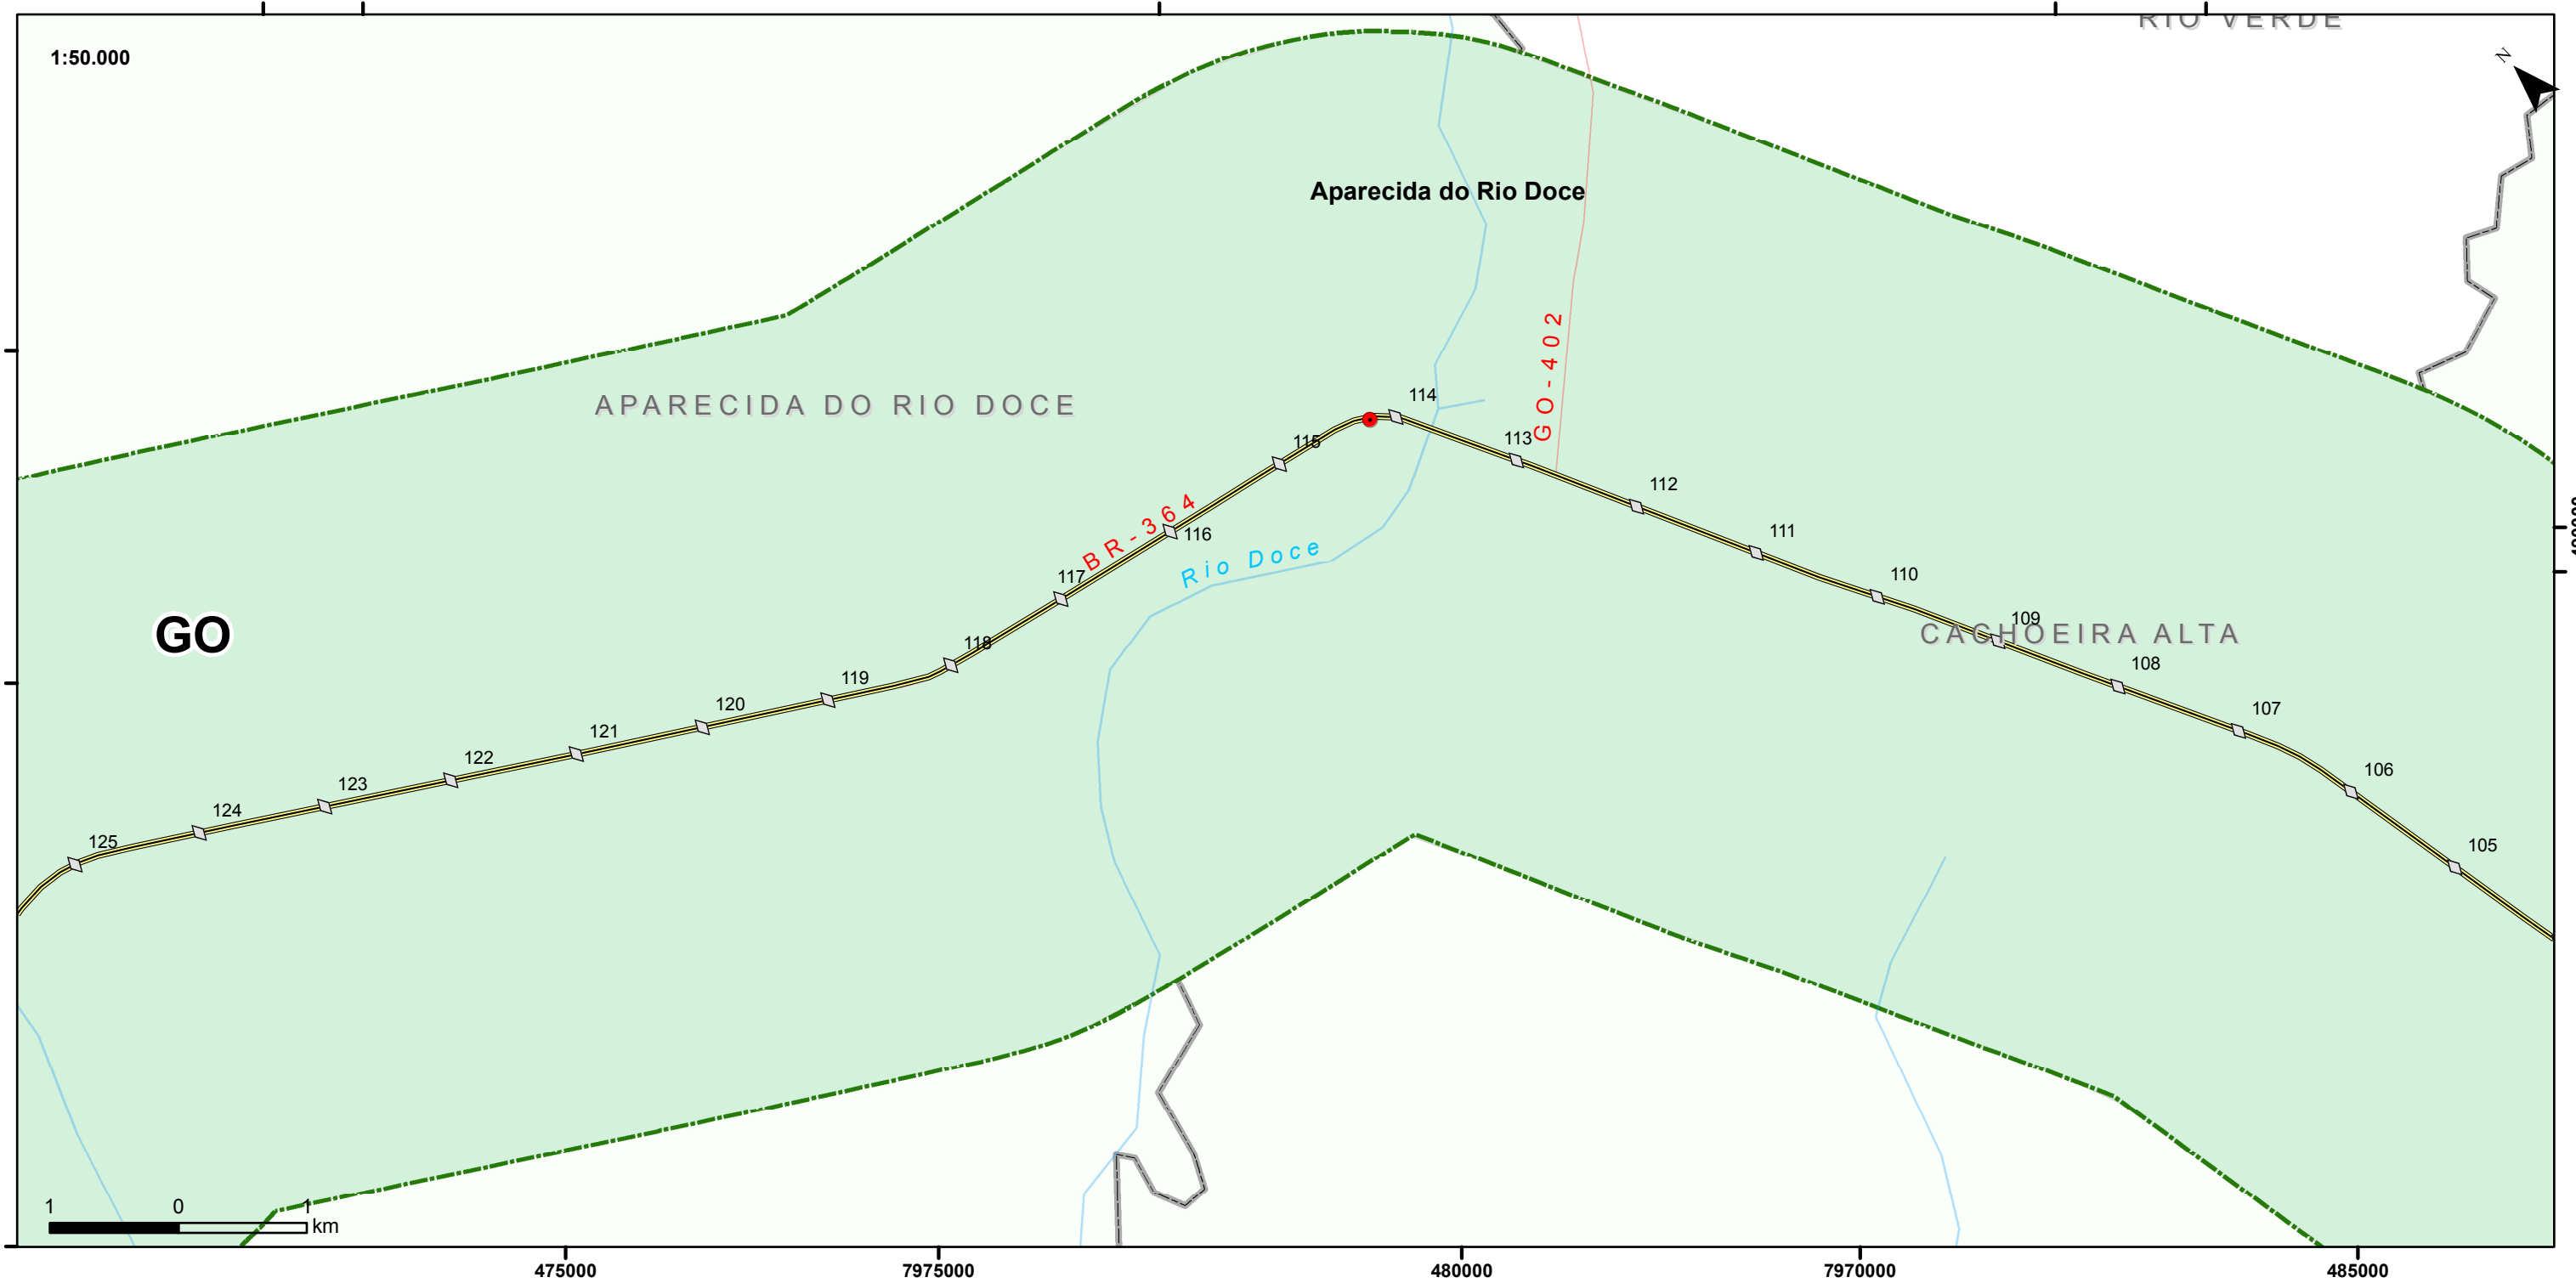 RIO VERDE
1:50.000
N
Aparecida do Rio Doce
GO-402
APARECIDA DO RIO DOCE
114
113
115
112
BR-364
116
111
Rio Doce
117
110
109
GO
CACHOEIRA ALTA
118
108
119
107
120
121
106
122
123
105
124
125
1 0 1
km
475000 7975000 480000 7970000 485000